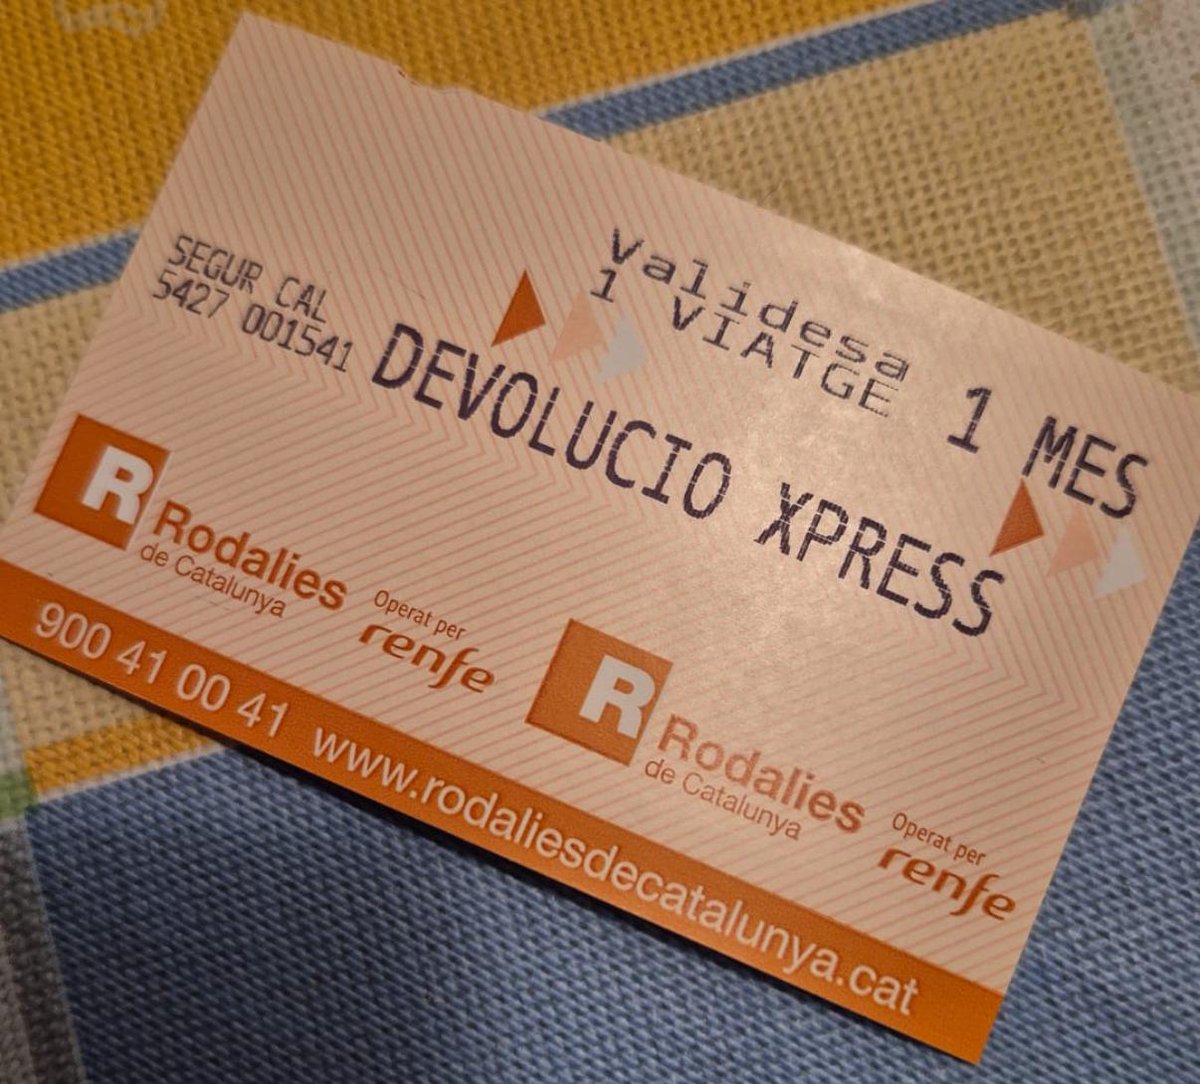 Validesa 1 MES
1 VIATGE
SEGUR CAL
5427 001541
DEVOLUCIO XPRESS
R Rodalies
de Catalunya
Operat per
renfe
R Rodalies
de Catalunya
Operat per
renfe
900 41 00 41 www.rodaliesdecatalunya.cat